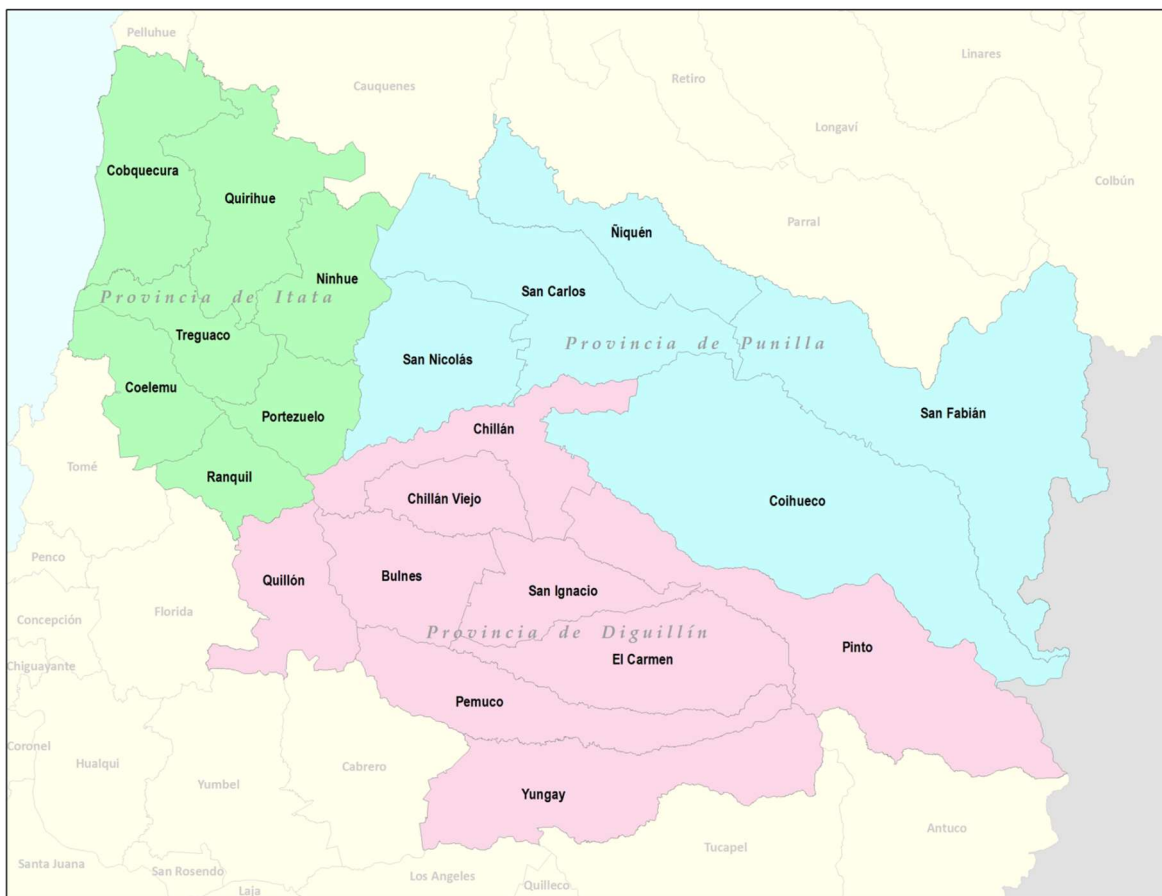 Pelluhue
Linares
Retiro
Cauquenes
Longaví
Cobquecura
Colbún
Quirihue
Parral
Ñiquén
Ninhue
San Carlos
Provincia de Itata
Treguaco
Provincia de Punilla
San Nicolás
Coelemu
San Fabián
Portezuelo
Chillán
Tomé
Ranquil
Chillán Viejo
Coihueco
Penco
Quillón
Bulnes
San Ignacio
Florida
Concepción
Provincia de Diguillín
Pinto
El Carmen
Chiguayante
Pemuco
Coronel
Hualqui
Cabrero
Yumbel
Yungay
Antuco
Tucapel
Santa Juana
San Rosendo
Los Angeles
Quilleco
Laja